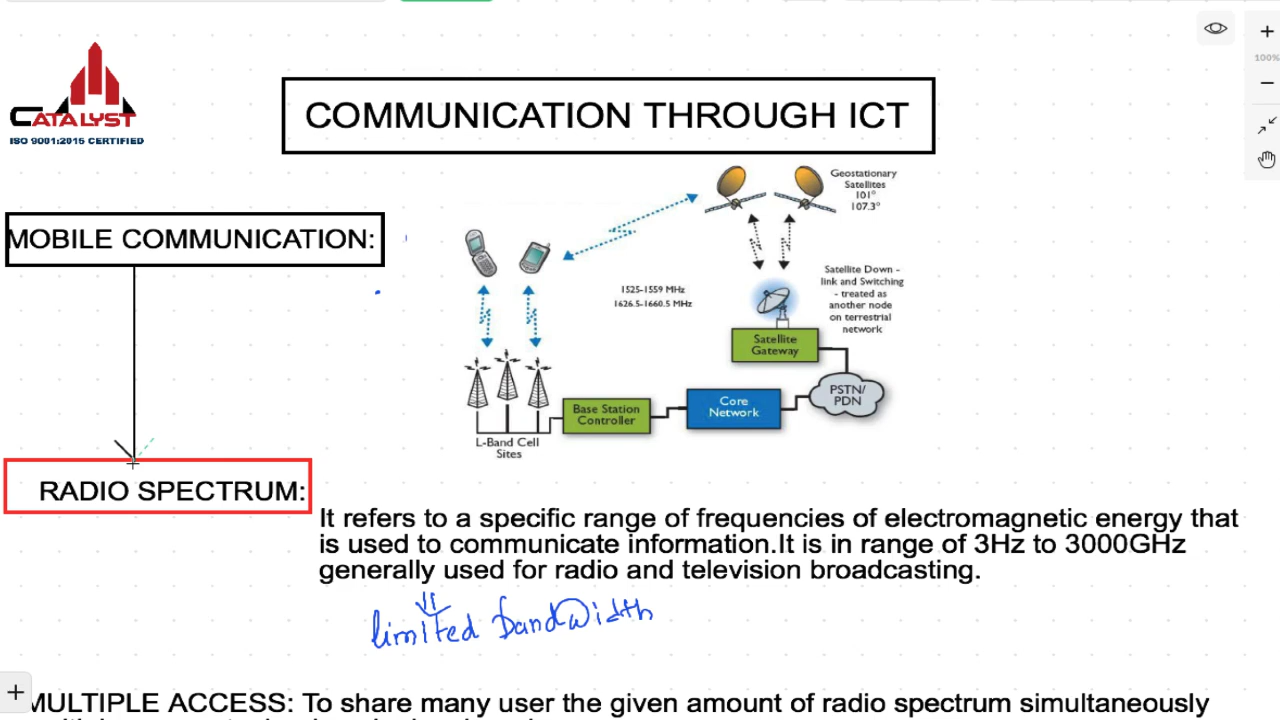 CATALYST
ISO 9001:2015 CERTIFIED
COMMUNICATION THROUGH ICT
100%
Geostationary
Satellites
101°
107.3°
MOBILE COMMUNICATION:
1525-1559 MHz
1626.5-1660.5 MHz
Satellite Down -
link and Switching
- treated as
another node
on terrestrial
network
Satellite
Gateway
PSTN/
PDN
Core
Network
Base Station
Controller
L-Band Cell
Sites
RADIO SPECTRUM:
It refers to a specific range of frequencies of electromagnetic energy that
is used to communicate information.It is in range of 3Hz to 3000GHz
generally used for radio and television broadcasting.
limited bandwidth
MULTIPLE ACCESS: To share many user the given amount of radio spectrum simultaneously